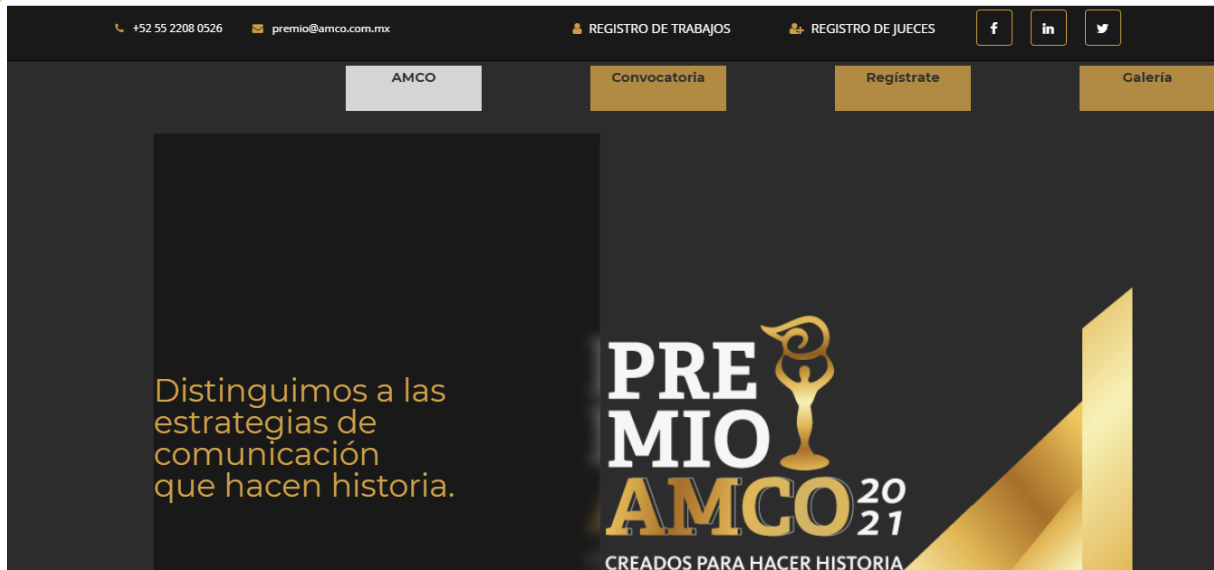 +52 55 2208 0526 premio@amco.com.mx REGISTRO DE TRABAJOS REGISTRO DE JUECES f in
AMCO Convocatoria Regístrate Galería
Distinguimos a las
estrategias de
comunicación
que hacen historia.
PRE
MIO
AMCO 20
21
CREADOS PARA HACER HISTORIA